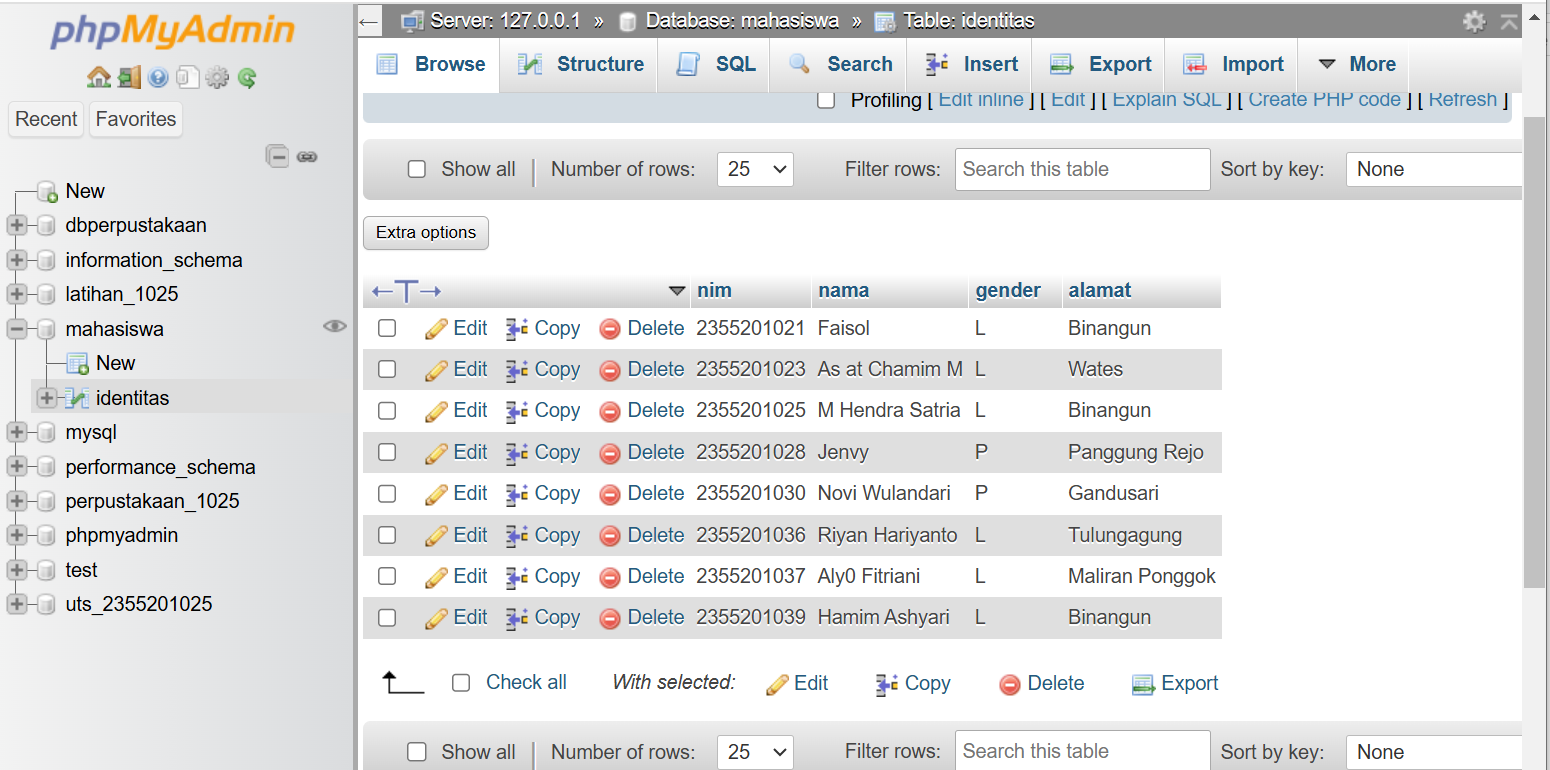 phpMyAdmin
Recent Favorites
New
dbperpustakaan
information_schema
latihan_1025
mahasiswa
New
identitas
mysql
performance_schema
perpustakaan_1025
phpmyadmin
test
uts_2355201025
Server: 127.0.0.1 » Database: mahasiswa » Table: identitas
Browse Structure SQL Search Insert Export Import More
Profiling [ Edit inline ] [ Edit ] [ Explain SQL ] [ Create PHP code ] [ Refresh ]
Show all | Number of rows: 25 Filter rows: Search this table Sort by key: None
Extra options
←T→ nim nama gender alamat
Edit Copy Delete 2355201021 Faisol L Binangun
Edit Copy Delete 2355201023 As at Chamim M L Wates
Edit Copy Delete 2355201025 M Hendra Satria L Binangun
Edit Copy Delete 2355201028 Jenvy P Panggung Rejo
Edit Copy Delete 2355201030 Novi Wulandari P Gandusari
Edit Copy Delete 2355201036 Riyan Hariyanto L Tulungagung
Edit Copy Delete 2355201037 Aly0 Fitriani L Maliran Ponggok
Edit Copy Delete 2355201039 Hamim Ashyari L Binangun
Check all With selected: Edit Copy Delete Export
Show all | Number of rows: 25 Filter rows: Search this table Sort by key: None